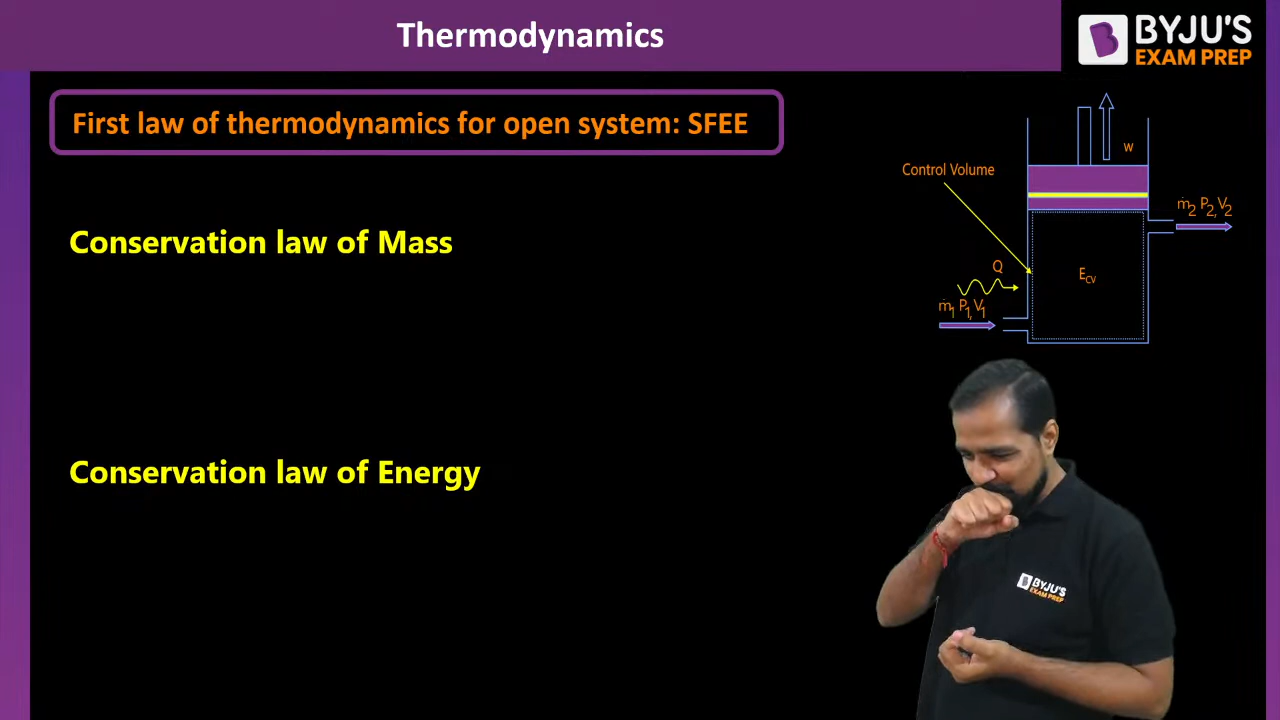 Thermodynamics
BYJU'S
EXAM PREP
First law of thermodynamics for open system: SFEE
w
Control Volume
ṁ2 P2, V2
Conservation law of Mass
Q
ECV
ṁ1 P1, V1
Conservation law of Energy
BYJU'S
EXAM PREP